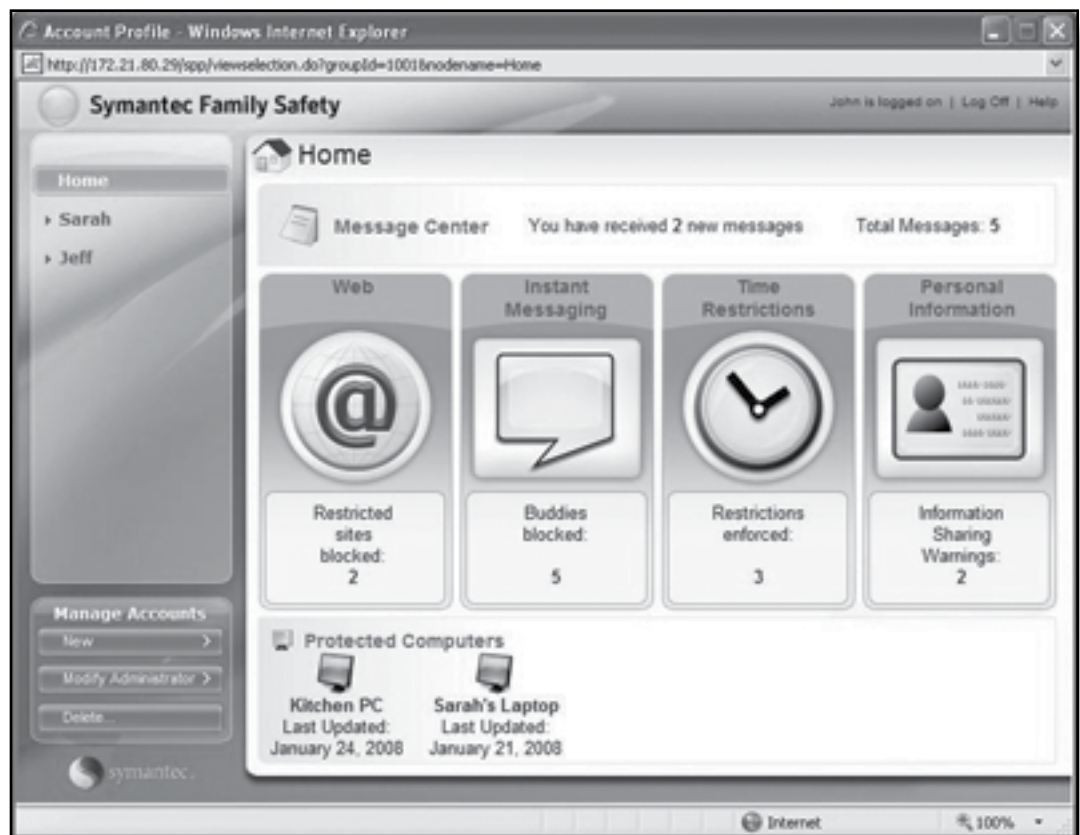 Account Profile - Windows Internet Explorer
http://172.21.80.29/spp/viewselection.do?groupId=1001&nodename=Home
Symantec Family Safety
John is logged on | Log Off | Help
Home
Sarah
Jeff
Manage Accounts
New
Modify Administrator
Delete...
symantec.
Home
Message Center
You have received 2 new messages
Total Messages: 5
Web
Restricted
sites
blocked:
2
Instant
Messaging
Buddies
blocked:
5
Time
Restrictions
Restrictions
enforced:
3
Personal
Information
Information
Sharing
Warnings:
2
Protected Computers
Kitchen PC
Last Updated:
January 24, 2008
Sarah's Laptop
Last Updated:
January 21, 2008
Internet
100%